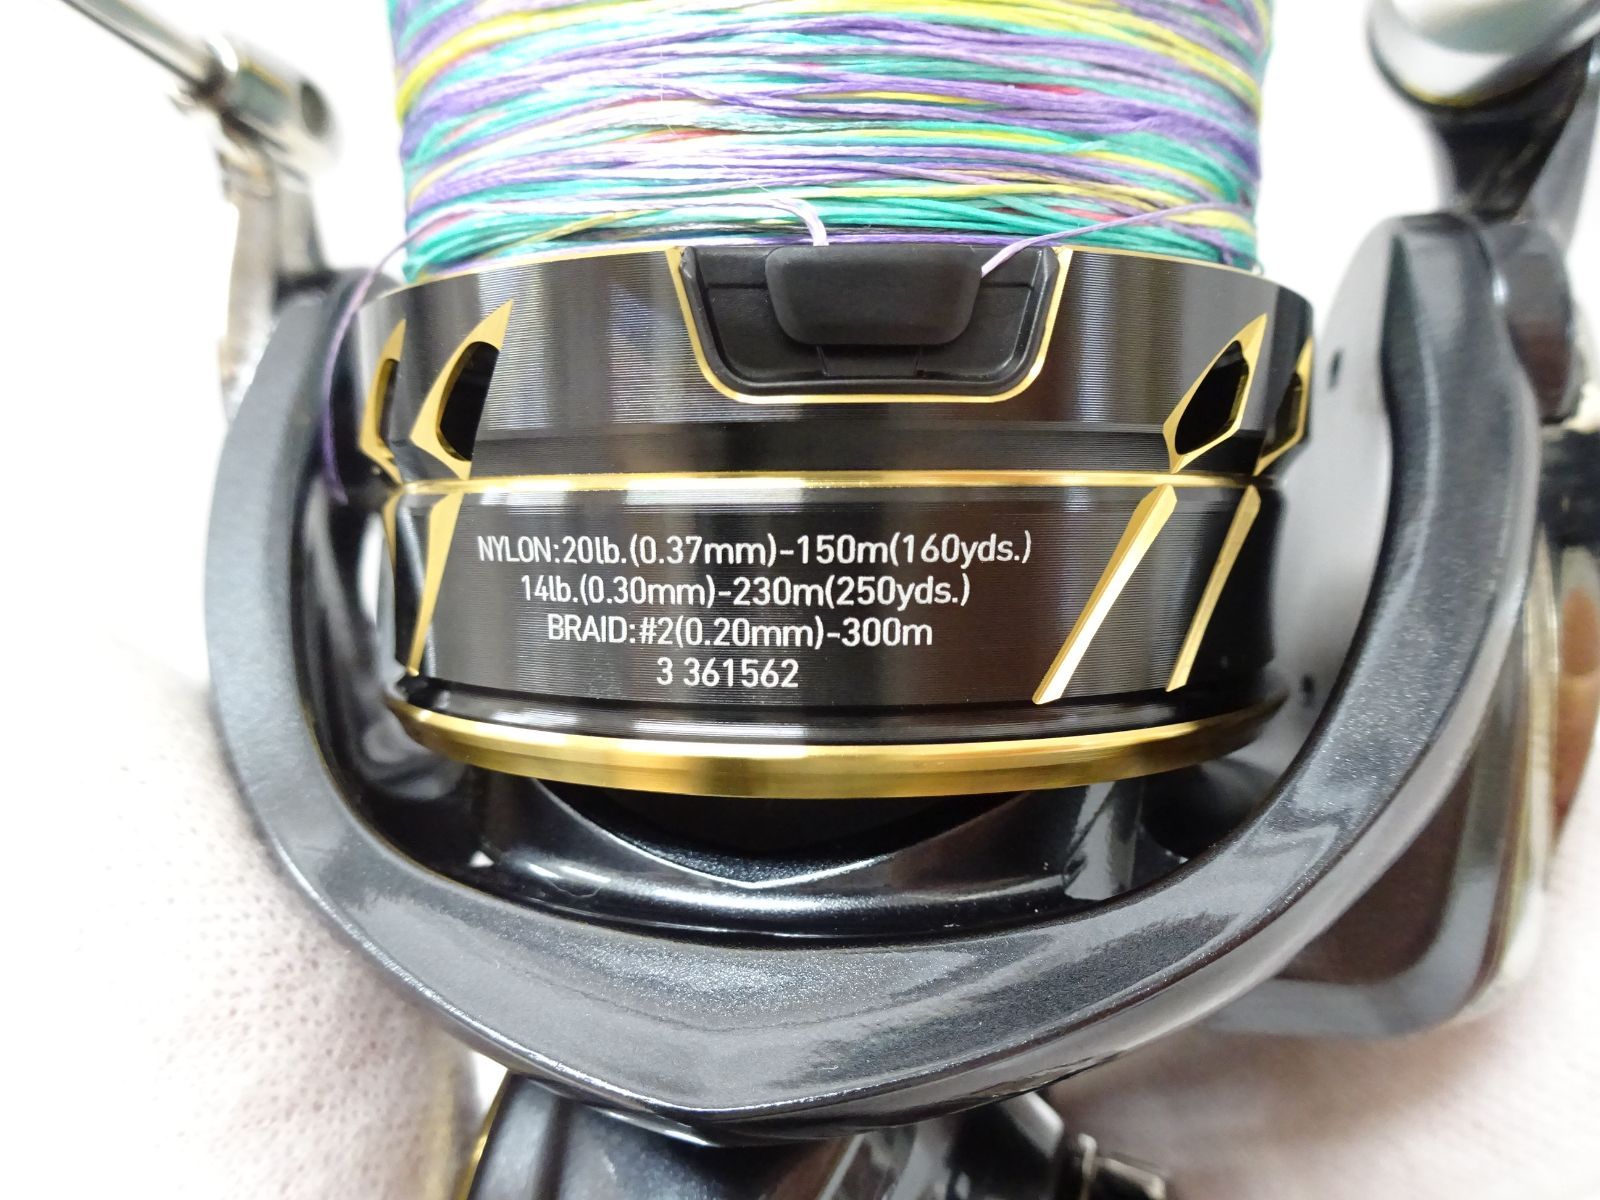 NYLON:20lb.(0.37mm)-150m(160yds.)
14lb.(0.30mm)-230m(250yds.)
BRAID:#2(0.20mm)-300m
3 361562